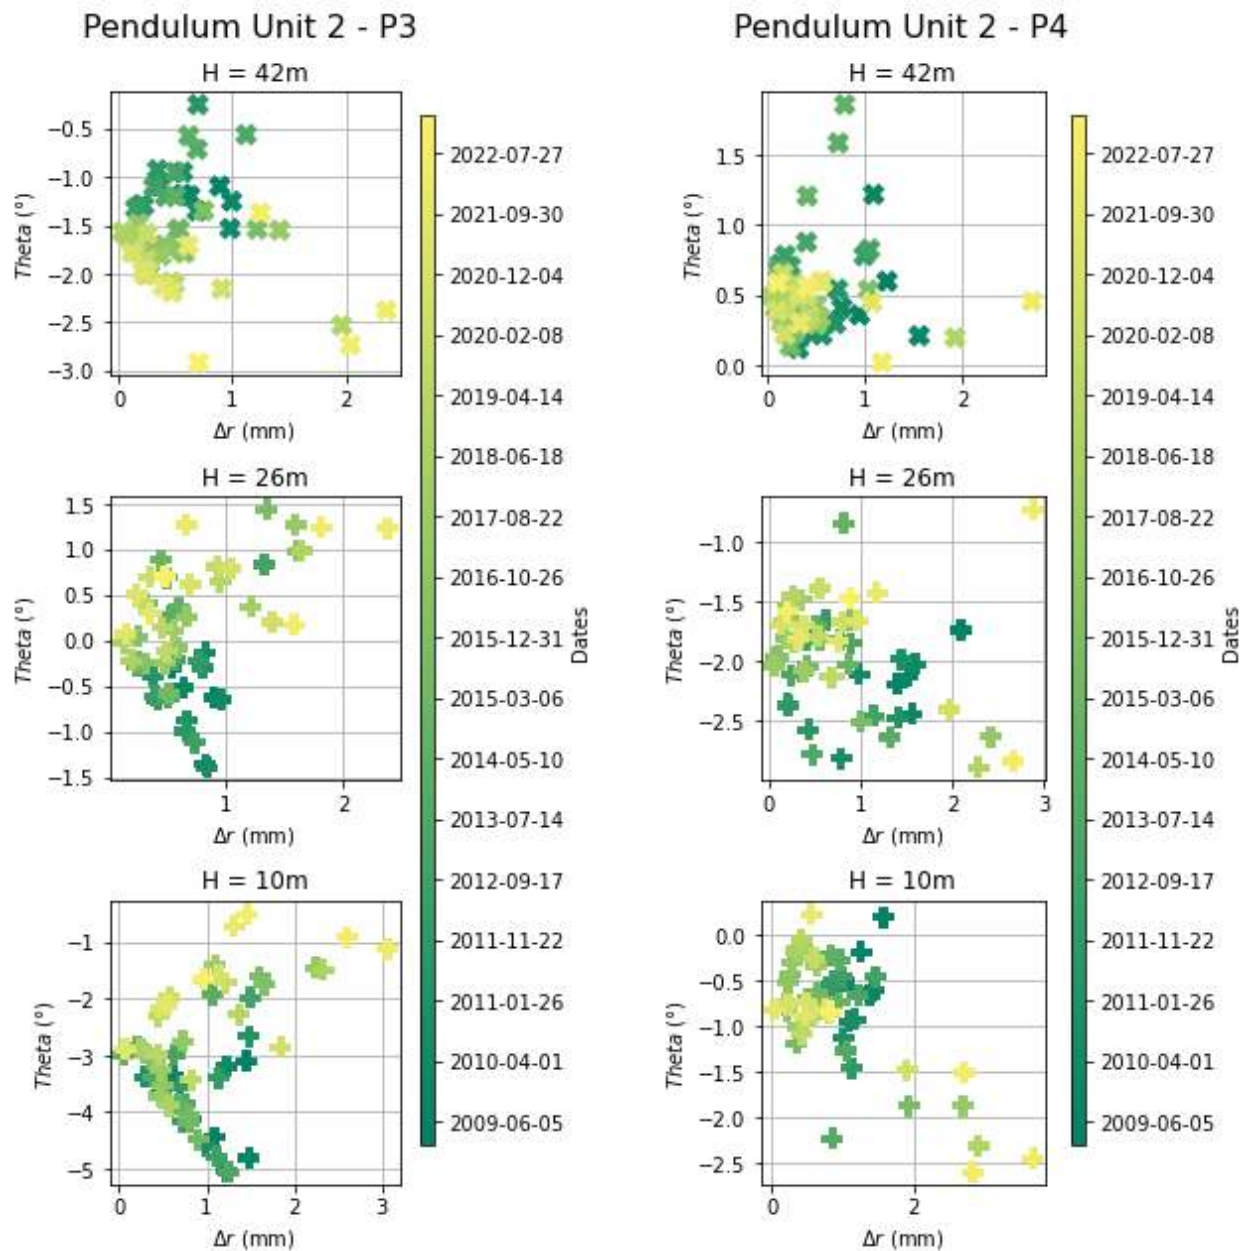 Pendulum Unit 2 - P3
H = 42m
−0.5
−1.0
−1.5
−2.0
−2.5
−3.0
Theta (°)
0 1 2
Δr (mm)
H = 26m
1.5
1.0
0.5
0.0
−0.5
−1.0
−1.5
Theta (°)
1 2
Δr (mm)
H = 10m
−1
−2
−3
−4
−5
Theta (°)
0 1 2 3
Δr (mm)
2022-07-27
2021-09-30
2020-12-04
2020-02-08
2019-04-14
2018-06-18
2017-08-22
2016-10-26
2015-12-31
2015-03-06
2014-05-10
2013-07-14
2012-09-17
2011-11-22
2011-01-26
2010-04-01
2009-06-05
Dates
Pendulum Unit 2 - P4
H = 42m
1.5
1.0
0.5
0.0
Theta (°)
0 1 2
Δr (mm)
H = 26m
−1.0
−1.5
−2.0
−2.5
Theta (°)
0 1 2 3
Δr (mm)
H = 10m
0.0
−0.5
−1.0
−1.5
−2.0
−2.5
Theta (°)
0 2
Δr (mm)
2022-07-27
2021-09-30
2020-12-04
2020-02-08
2019-04-14
2018-06-18
2017-08-22
2016-10-26
2015-12-31
2015-03-06
2014-05-10
2013-07-14
2012-09-17
2011-11-22
2011-01-26
2010-04-01
2009-06-05
Dates